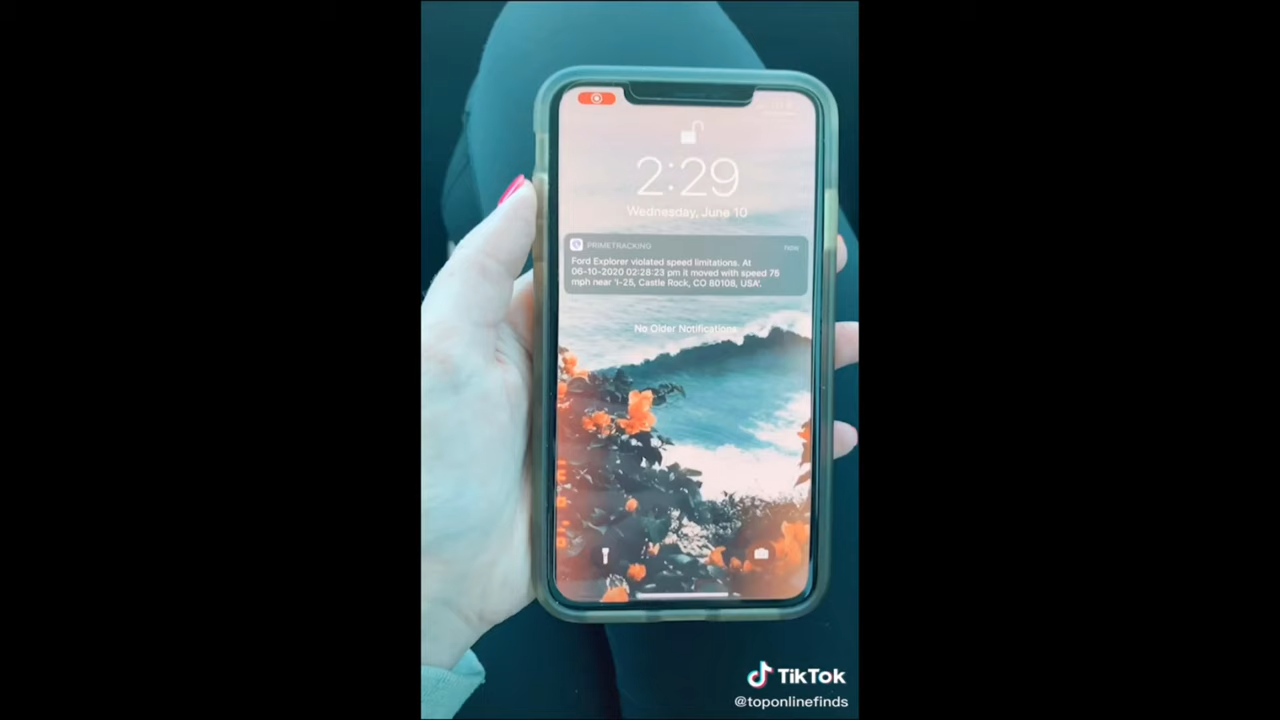 2:29
Wednesday, June 10
PRIMETRACKING now
Ford Explorer violated speed limitations. At
06-10-2020 02:28:23 pm it moved with speed 75
mph near 'I-25, Castle Rock, CO 80108, USA'.
No Older Notifications
TikTok
@toponlinefinds